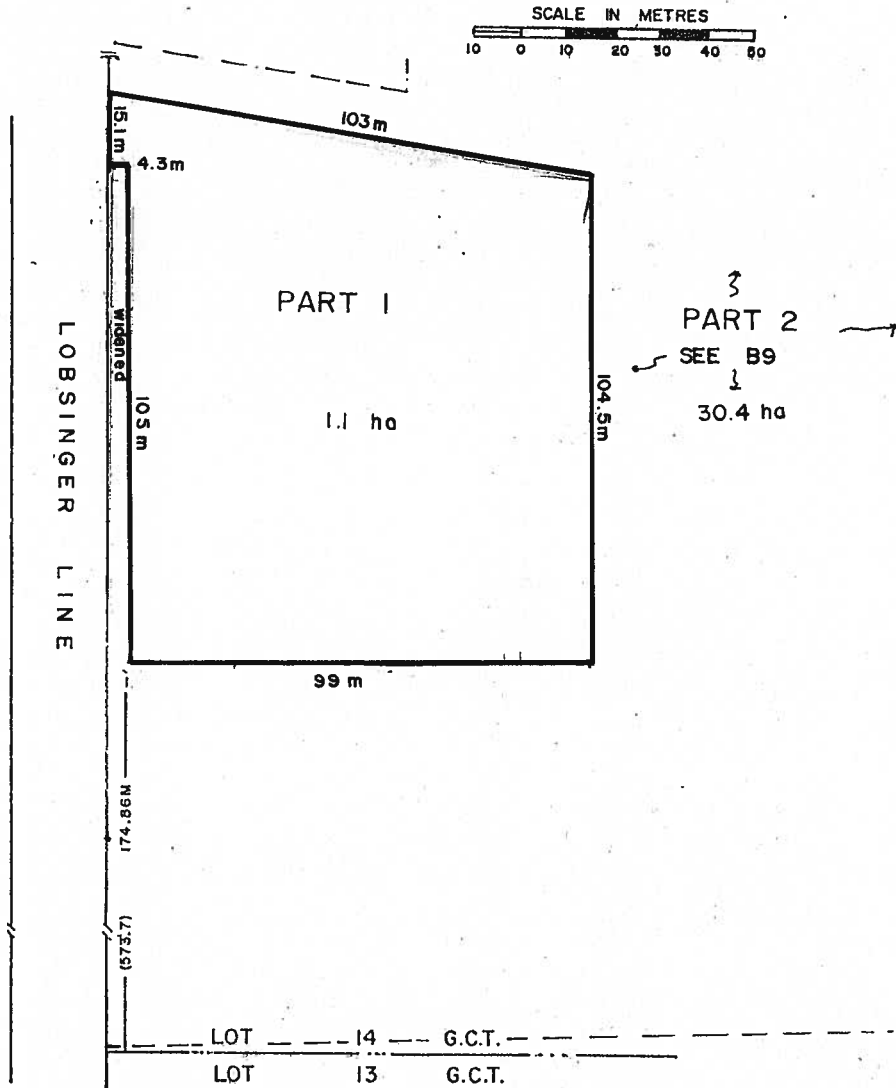 SCALE IN METRES
10 0 10 20 30 40 50
103m
15.1m
4.3m
PART 1
PART 2
SEE B9
30.4 ha
widened
LOBSINGER LINE
105m
1.1 ha
104.5m
99 m
174.86M
(573.7)
LOT 14 G.C.T.
LOT 13 G.C.T.